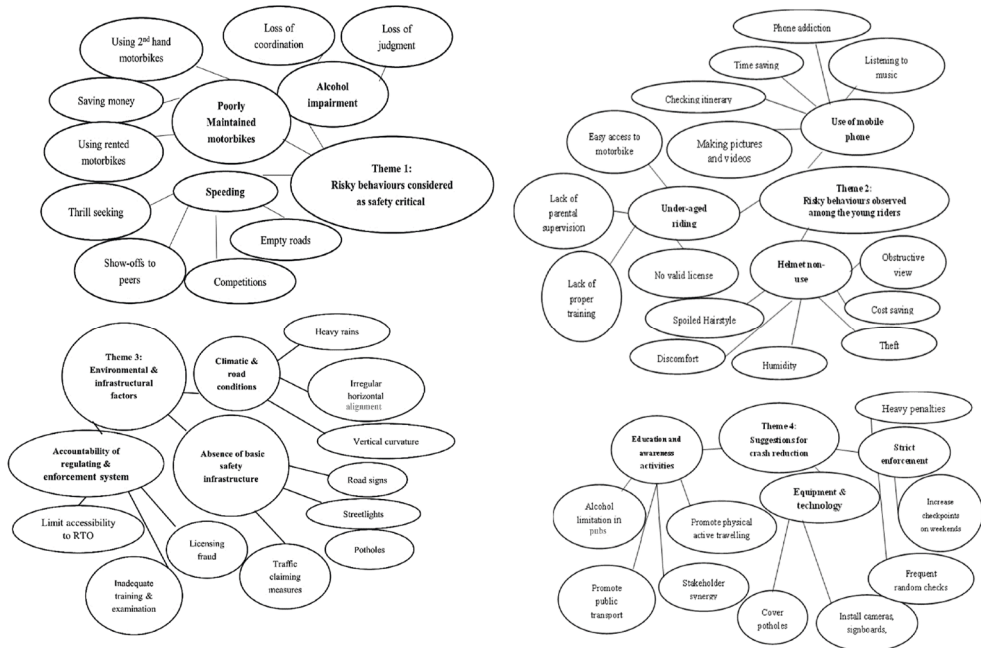 Using 2nd hand
motorbikes
Loss of
coordination
Loss of
judgment
Saving money
Poorly
Maintained
motorbikes
Alcohol
impairment
Using rented
motorbikes
Theme 1:
Risky behaviours considered
as safety critical
Speeding
Thrill seeking
Empty roads
Show-offs to
peers
Competitions
Phone addiction
Time saving
Listening to
music
Checking itinerary
Use of mobile
phone
Easy access to
motorbike
Making pictures
and videos
Lack of
parental
supervision
Under-aged
riding
Theme 2:
Risky behaviours observed
among the young riders
No valid license
Helmet non-
use
Obstructive
view
Lack of
proper
training
Spoiled Hairstyle
Cost saving
Discomfort
Humidity
Theft
Theme 3:
Environmental &
infrastructural
factors
Climatic &
road
conditions
Heavy rains
Irregular
horizontal
alignment
Vertical curvature
Accountability of
regulating &
enforcement system
Absence of basic
safety
infrastructure
Road signs
Streetlights
Potholes
Limit accessibility
to RTO
Licensing
fraud
Traffic
claiming
measures
Inadequate
training &
examination
Education and
awareness
activities
Theme 4:
Suggestions for
crash reduction
Heavy penalties
Strict
enforcement
Equipment &
technology
Increase
checkpoints
on weekends
Alcohol
limitation in
pubs
Promote physical
active travelling
Promote
public
transport
Stakeholder
synergy
Cover
potholes
Install cameras,
signboards,
Frequent
random checks